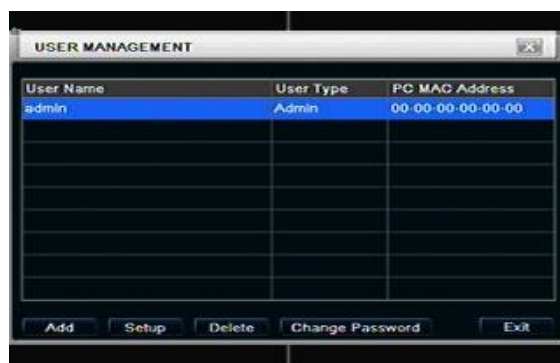 USER MANAGEMENT
User Name User Type PC MAC Address
admin Admin 00-00-00-00-00-00
Add Setup Delete Change Password Exit